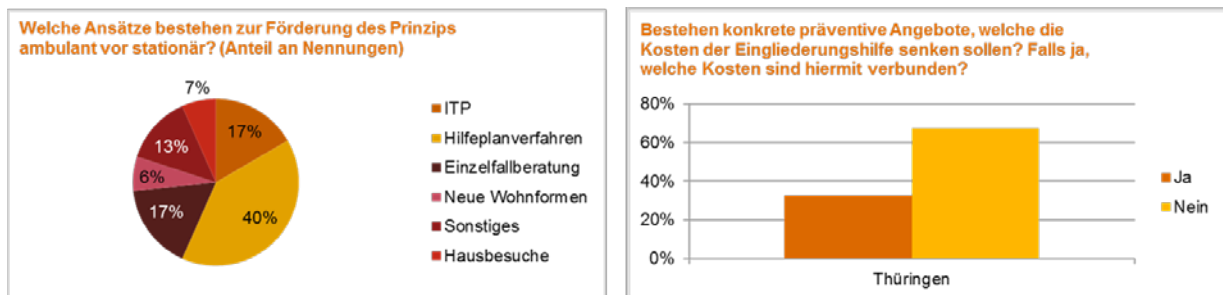 Welche Ansätze bestehen zur Förderung des Prinzips
ambulant vor stationär? (Anteil an Nennungen)
7%
17%
13%
6%
17%
40%
ITP
Hilfeplanverfahren
Einzelfallberatung
Neue Wohnformen
Sonstiges
Hausbesuche
Bestehen konkrete präventive Angebote, welche die
Kosten der Eingliederungshilfe senken sollen? Falls ja,
welche Kosten sind hiermit verbunden?
80%
60%
40%
20%
0%
Thüringen
Ja
Nein